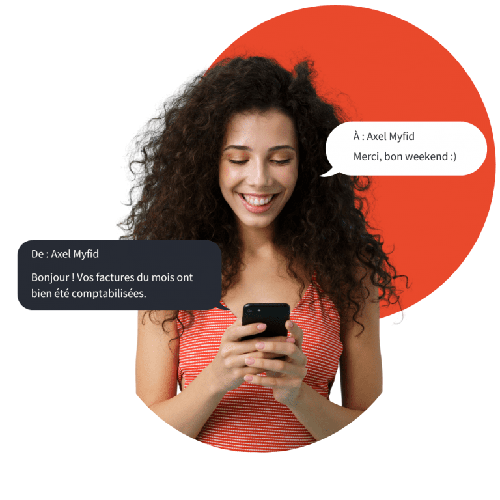 À : Axel Myfid
Merci, bon weekend :)
De : Axel Myfid
Bonjour ! Vos factures du mois ont
bien été comptabilisées.